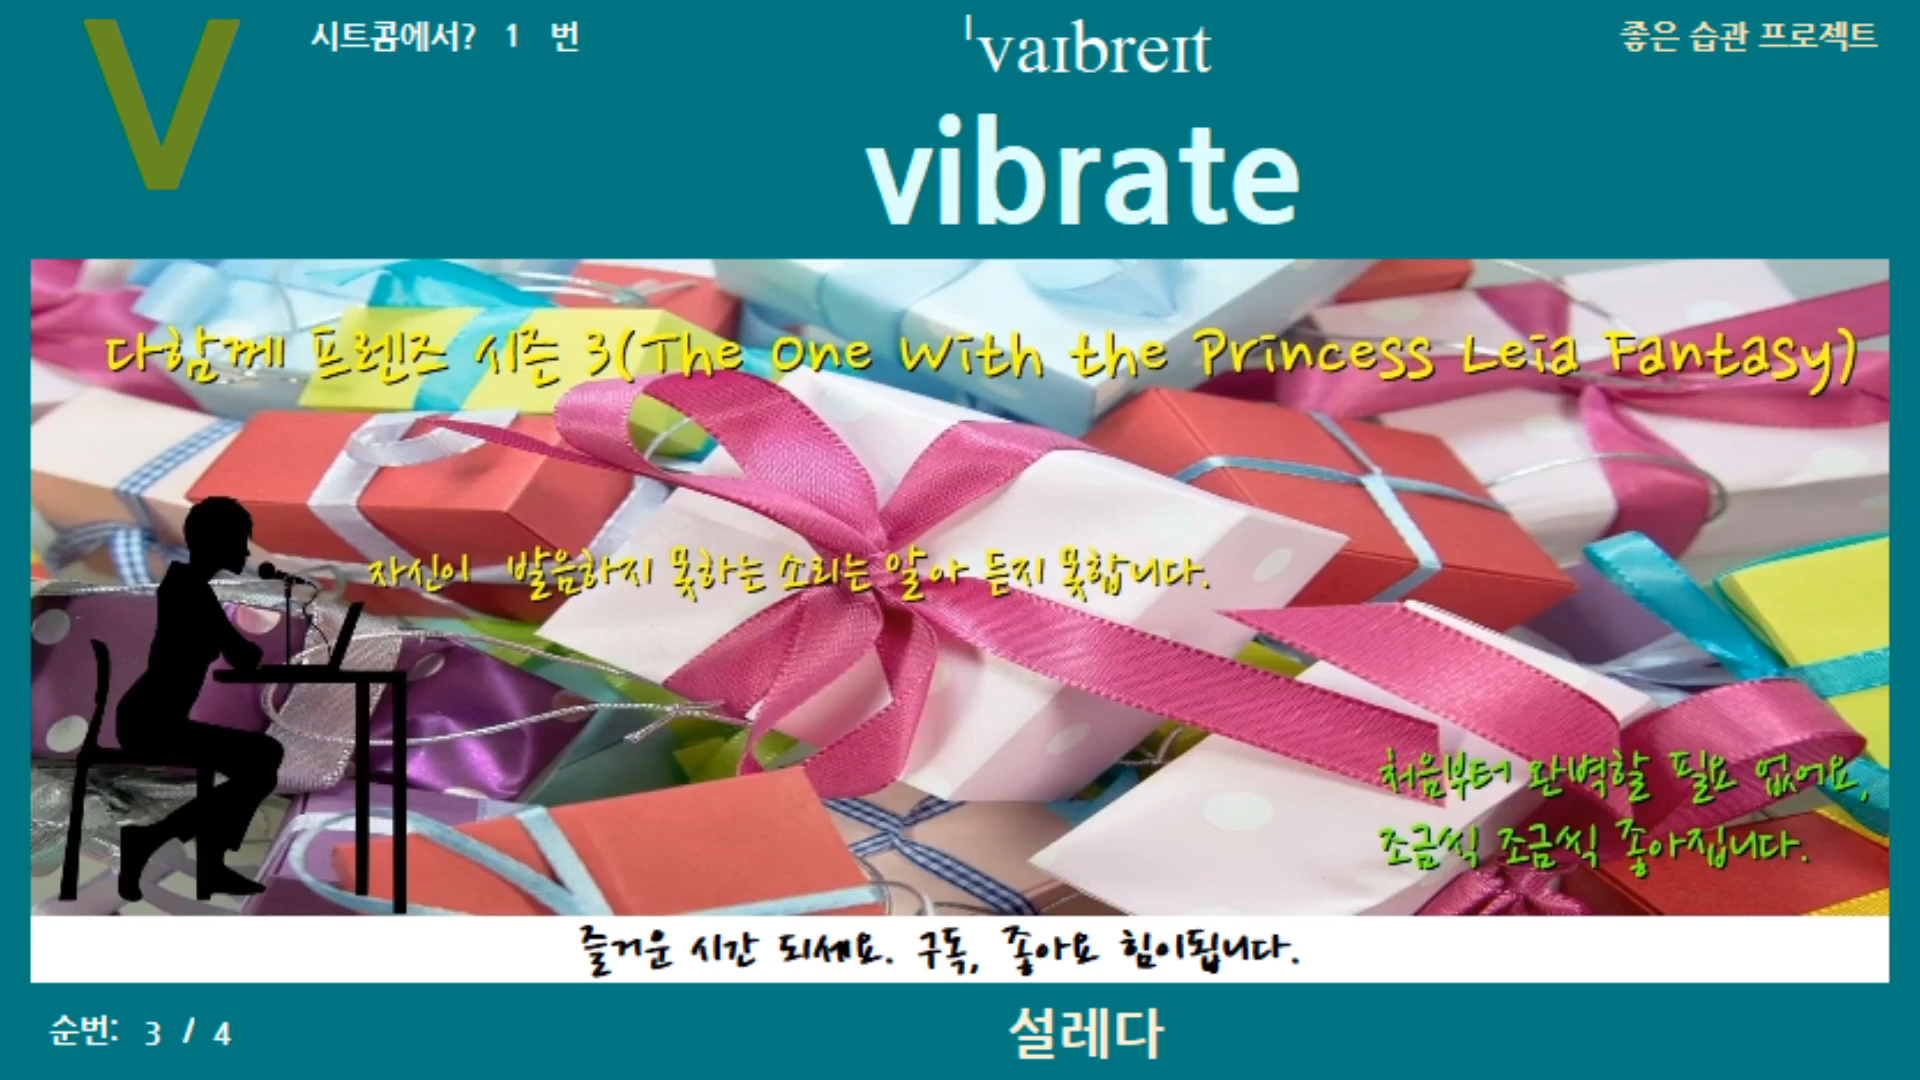 V
시트콤에서? 1 번
ˈvaɪbreɪt
좋은 습관 프로젝트
vibrate
다함께 프렌즈 시즌 3(The One With the Princess Leia Fantasy)
자신이 발음하지 못하는 소리는 알아 듣지 못합니다.
처음부터 완벽할 필요 없어요,
조금씩 조금씩 좋아집니다.
즐거운 시간 되세요. 구독, 좋아요 힘이됩니다.
순번: 3 / 4
설레다